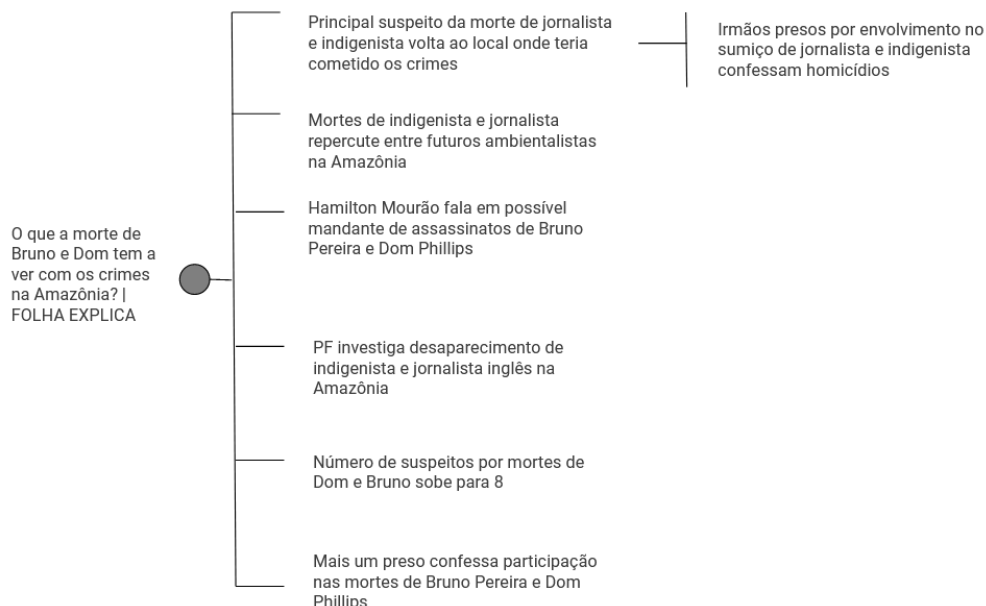 O que a morte de
Bruno e Dom tem a
ver com os crimes
na Amazônia? |
FOLHA EXPLICA
Principal suspeito da morte de jornalista
e indigenista volta ao local onde teria
cometido os crimes
Irmãos presos por envolvimento no
sumiço de jornalista e indigenista
confessam homicídios
Mortes de indigenista e jornalista
repercute entre futuros ambientalistas
na Amazônia
Hamilton Mourão fala em possível
mandante de assassinatos de Bruno
Pereira e Dom Phillips
PF investiga desaparecimento de
indigenista e jornalista inglês na
Amazônia
Número de suspeitos por mortes de
Dom e Bruno sobe para 8
Mais um preso confessa participação
nas mortes de Bruno Pereira e Dom
Phillips